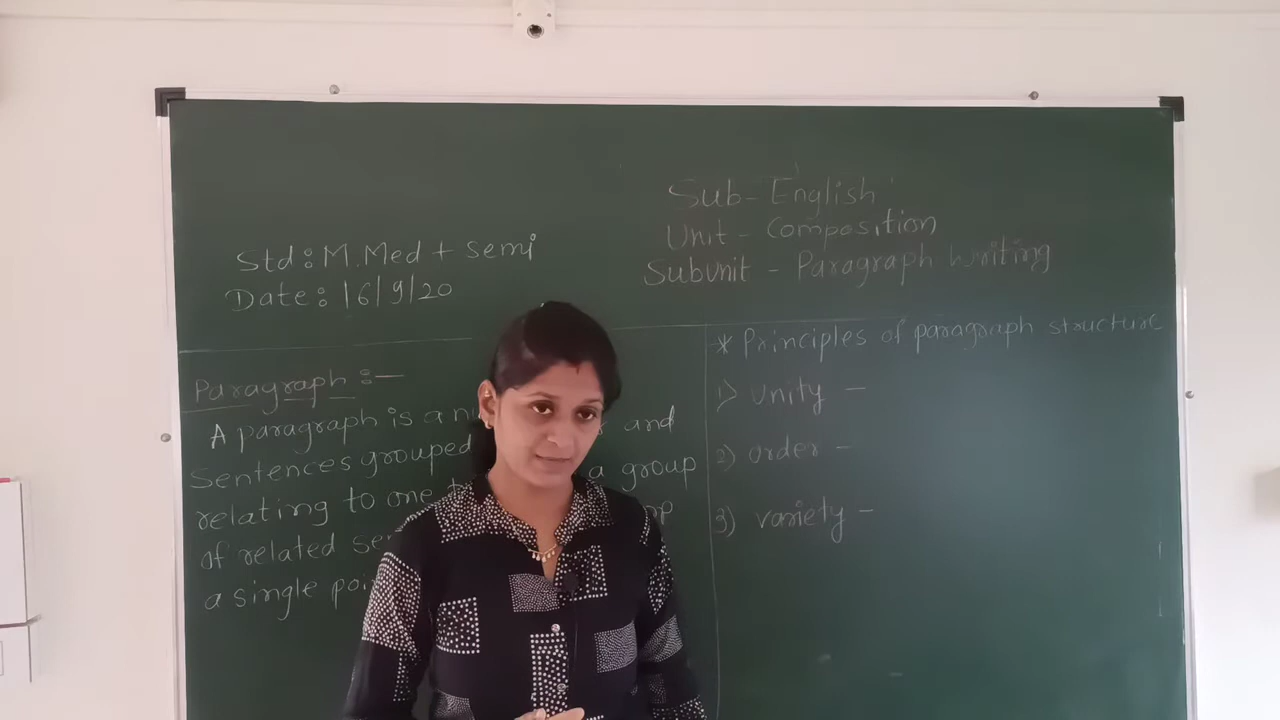 Sub- English
Unit - Composition
Subunit - Paragraph writing
Std : M.Med + semi
Date : 16/9/20
Paragraph :-
A paragraph is a and
Sentences grouped a group
relating to one
of related
a single
* Principles of paragraph structure
1) Unity -
2) order -
3) variety -